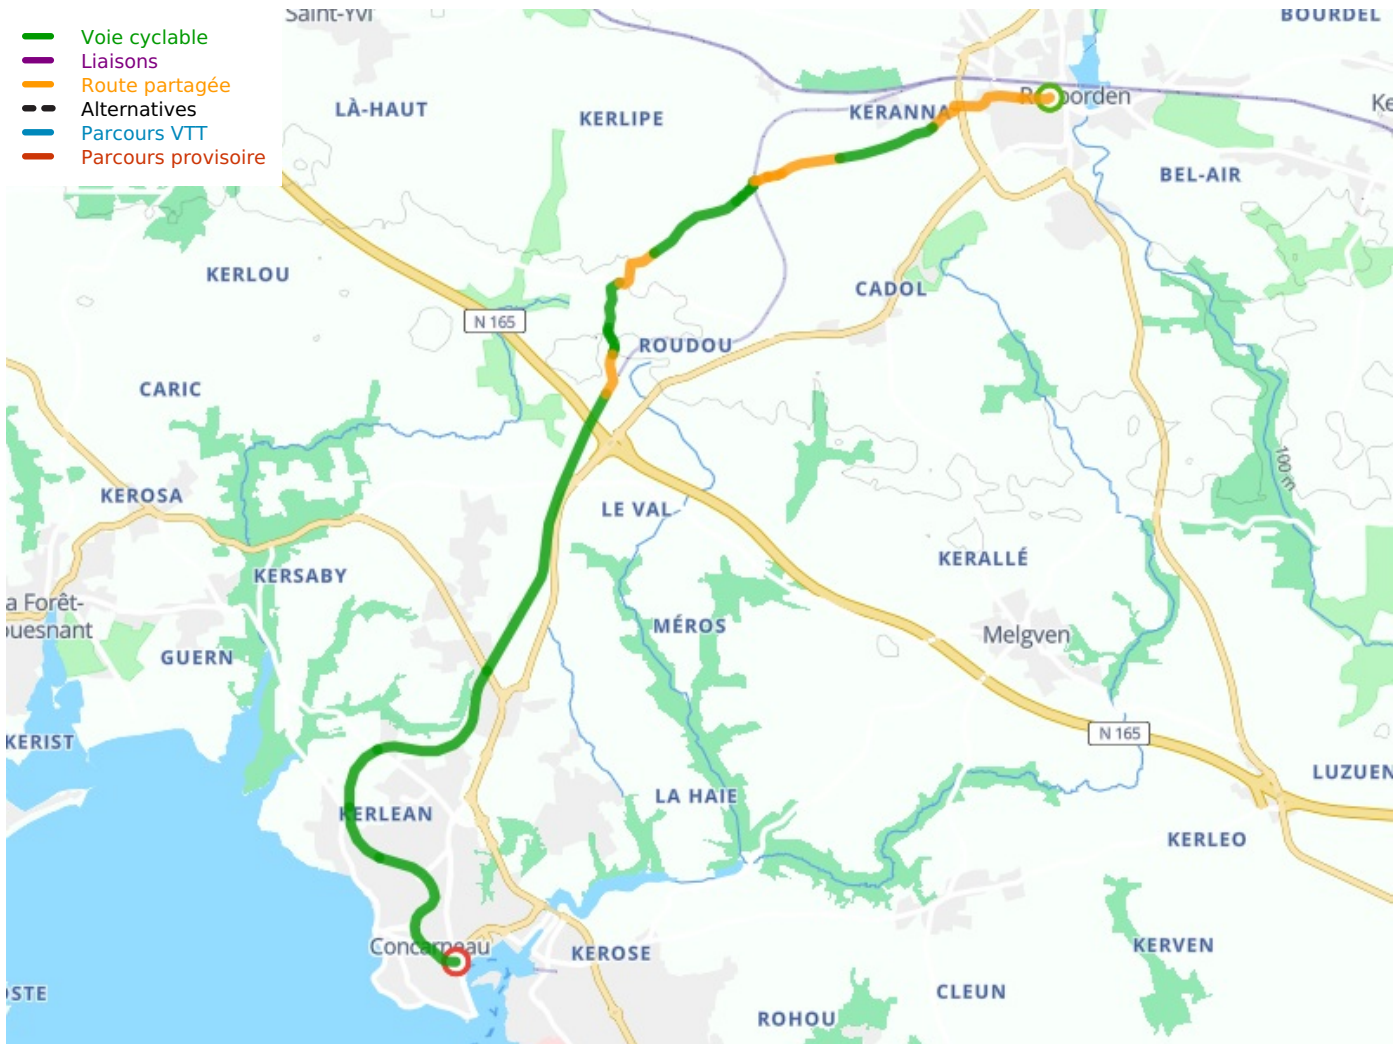 Saint-Yvi
BOURDEL
Voie cyclable
Liaisons
Route partagée
Alternatives
Parcours VTT
Parcours provisoire
LÀ-HAUT
KERLIPE
KERANNA
Ke
BEL-AIR
KERLOU
CADOL
N 165
ROUDOU
CARIC
100 m
KEROSA
LE VAL
KERALLÉ
KERSABY
a Forêt-
ouesnant
MÉROS
Melgven
GUERN
KERIST
N 165
LUZUEN
LA HAIE
KERLEAN
KERLEO
Concarneau
KEROSE
KERVEN
OSTE
CLEUN
ROHOU